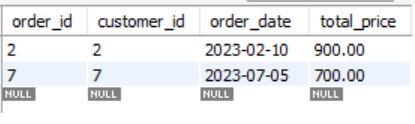 order_id customer_id order_date total_price
2 2 2023-02-10 900.00
7 7 2023-07-05 700.00
NULL NULL NULL NULL